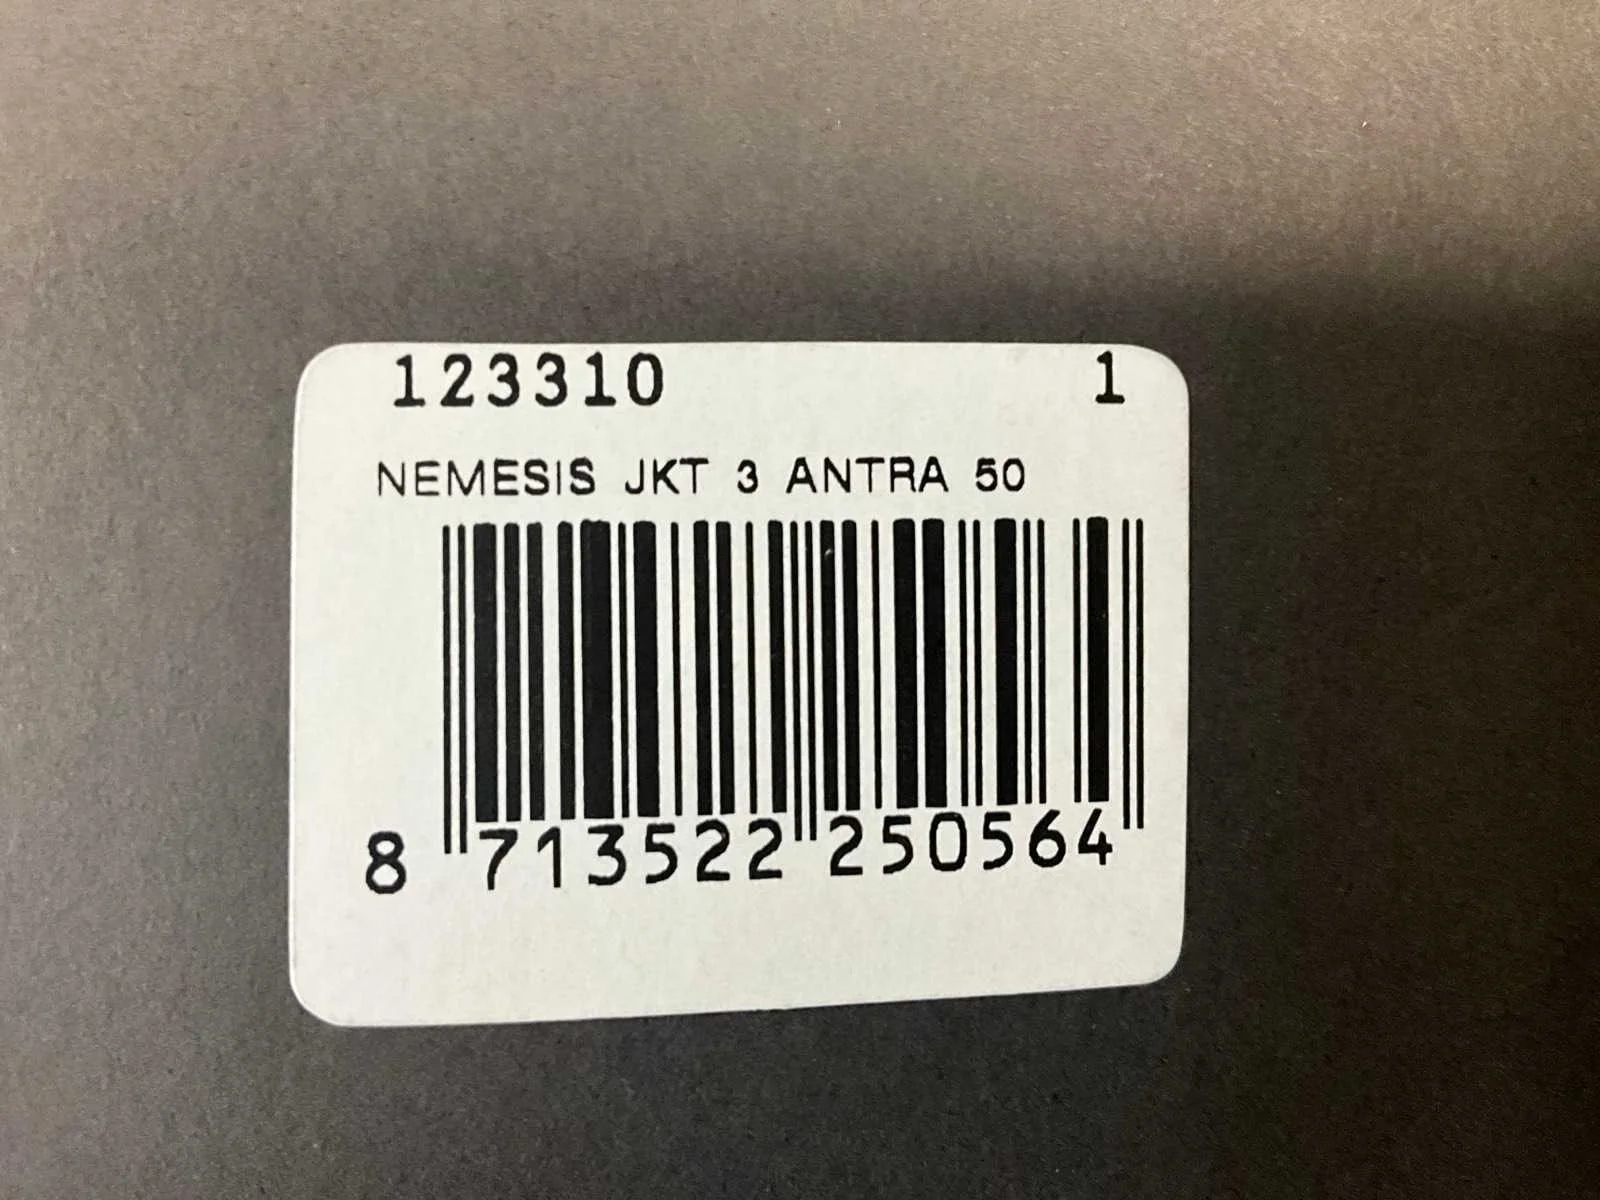 123310 1
NEMESIS JKT 3 ANTRA 50
8 713522 250564